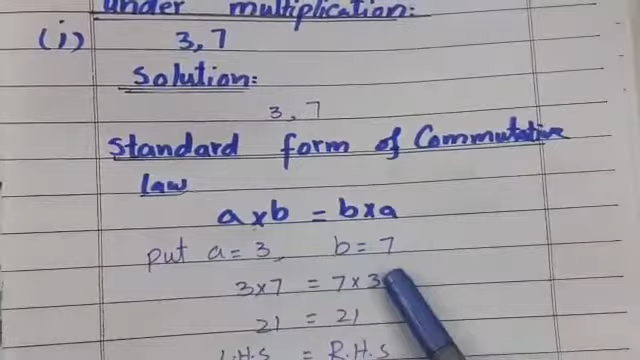 under multiplication:
(i) 3,7
Solution:
3,7
Standard form of Commutative
law
a×b = b×a
put a=3, b=7
3×7 = 7×3
21 = 21
L.H.S = R.H.S